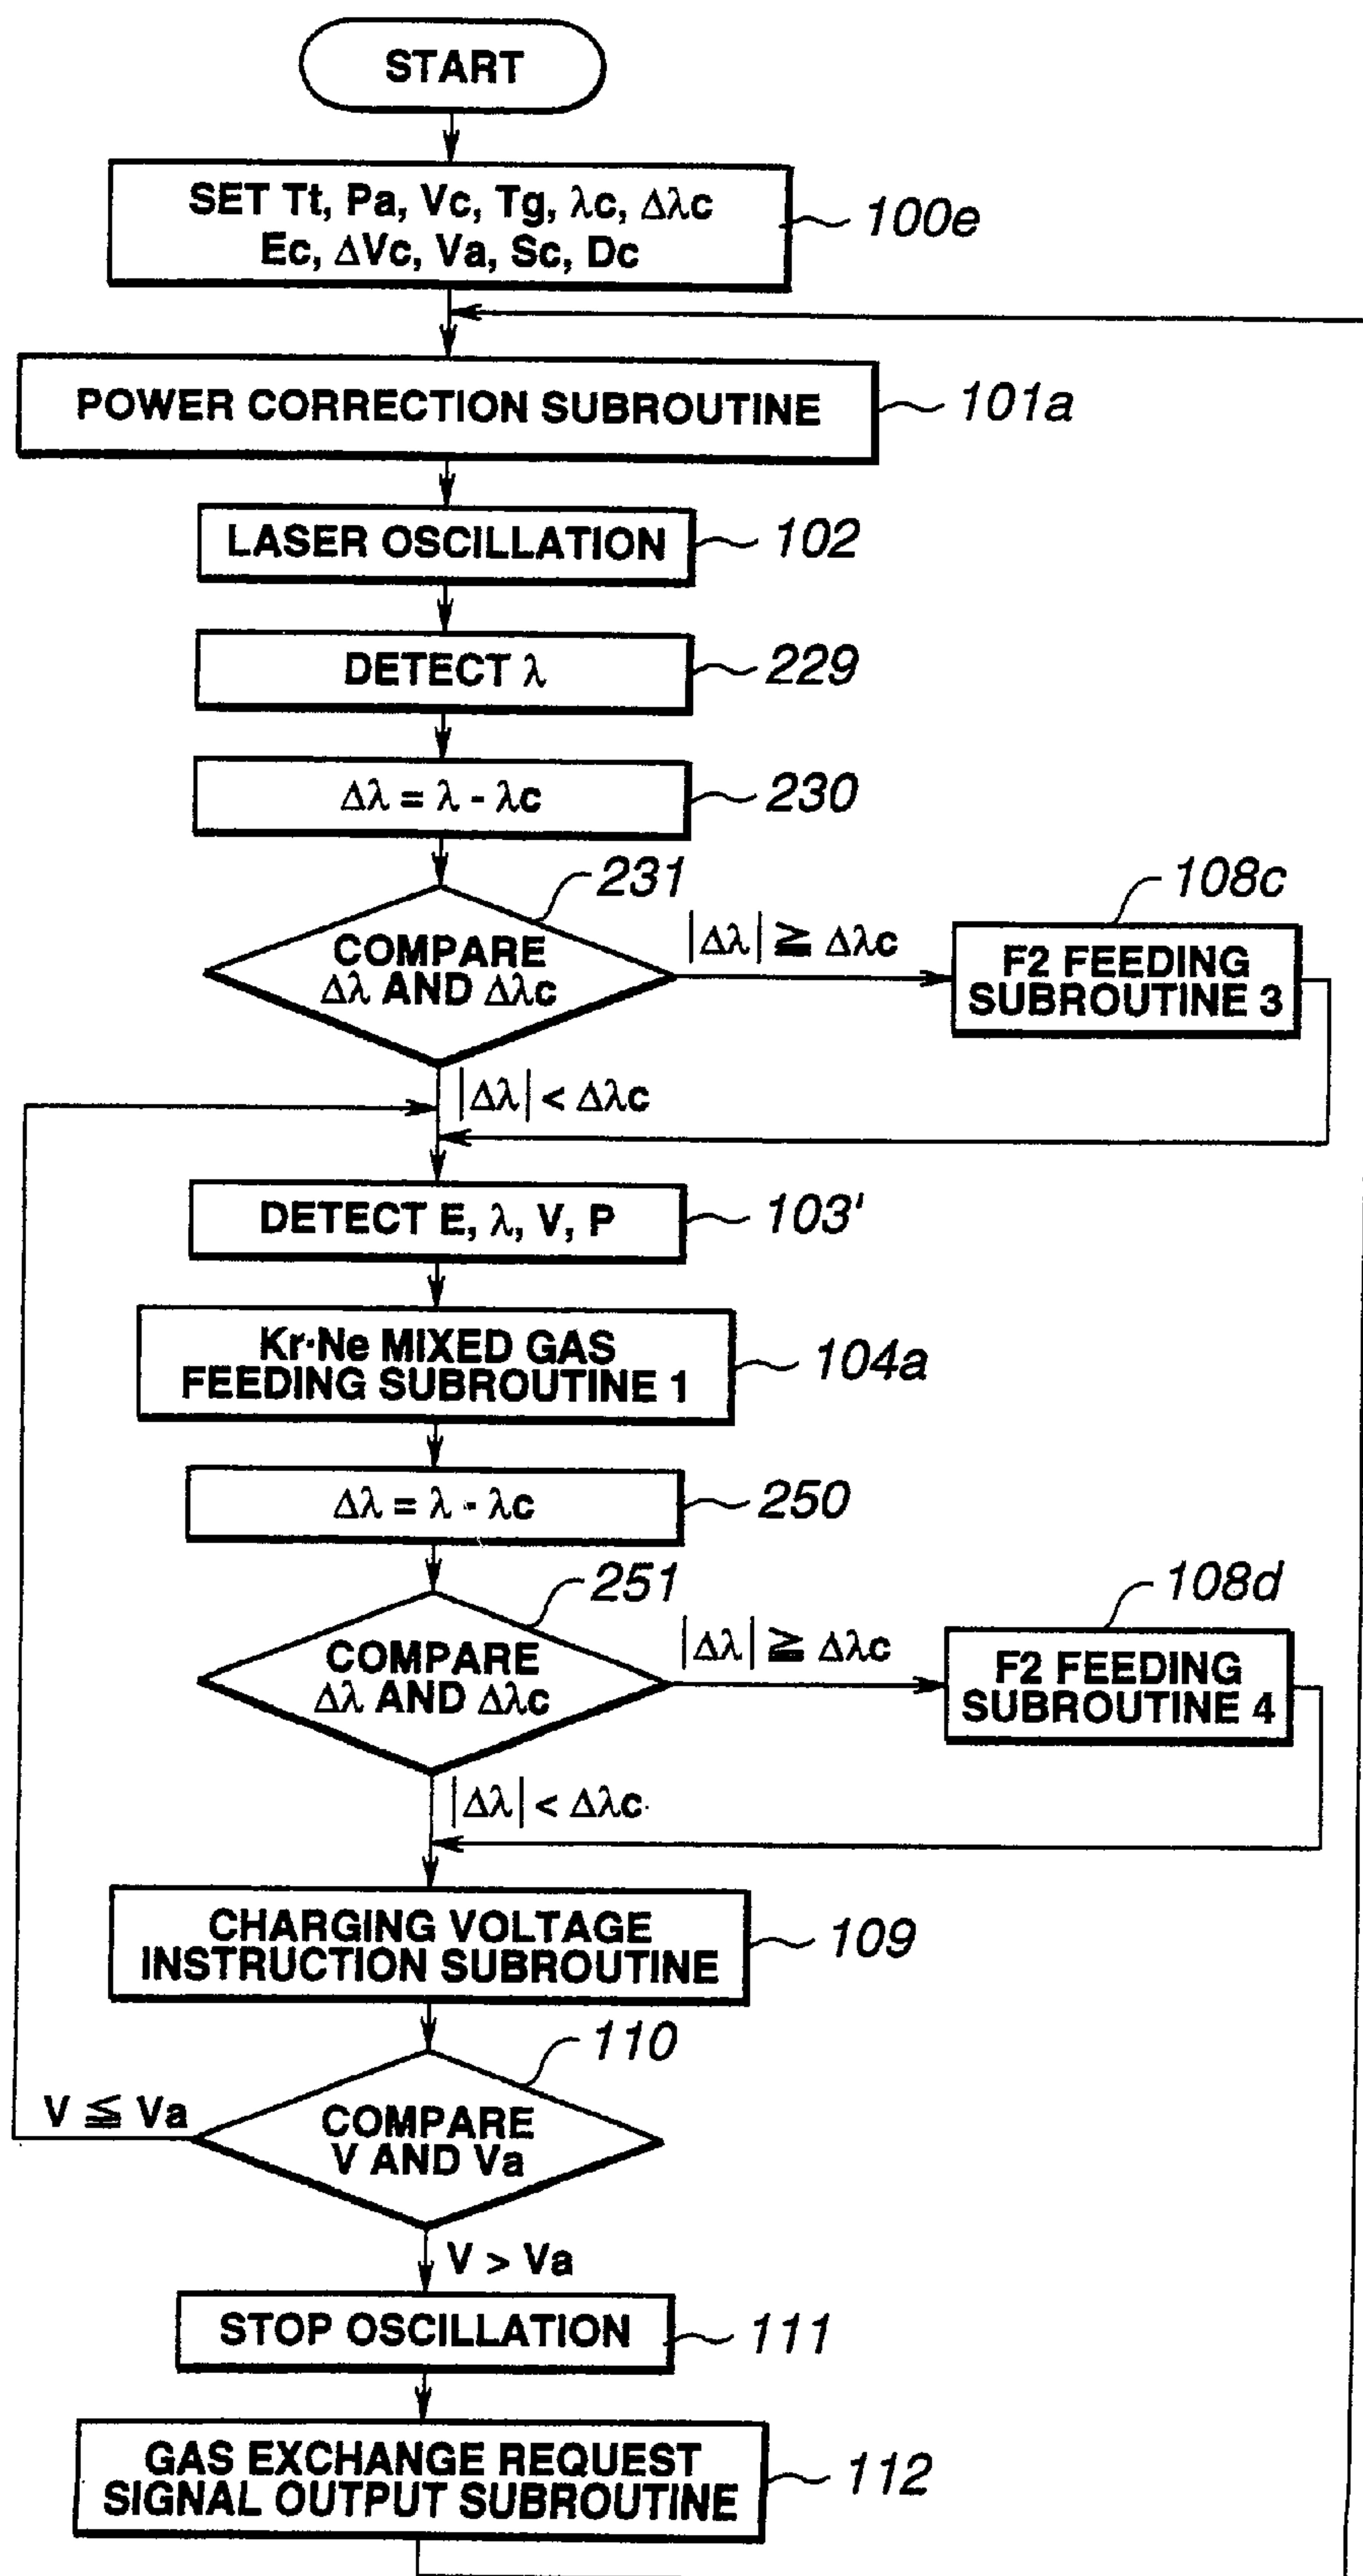 START
SET Tt, Pa, Vc, Tg, λc, Δλc
Ec, ΔVc, Va, Sc, Dc
100e
POWER CORRECTION SUBROUTINE
101a
LASER OSCILLATION
102
DETECT λ
229
Δλ = λ - λc
230
231
COMPARE
Δλ AND Δλc
|Δλ| ≧ Δλc
108c
F2 FEEDING
SUBROUTINE 3
|Δλ| < Δλc
DETECT E, λ, V, P
103'
Kr·Ne MIXED GAS
FEEDING SUBROUTINE 1
104a
Δλ = λ - λc
250
251
COMPARE
Δλ AND Δλc
|Δλ| ≧ Δλc
108d
F2 FEEDING
SUBROUTINE 4
|Δλ| < Δλc
CHARGING VOLTAGE
INSTRUCTION SUBROUTINE
109
110
V ≦ Va
COMPARE
V AND Va
V > Va
STOP OSCILLATION
111
GAS EXCHANGE REQUEST
SIGNAL OUTPUT SUBROUTINE
112